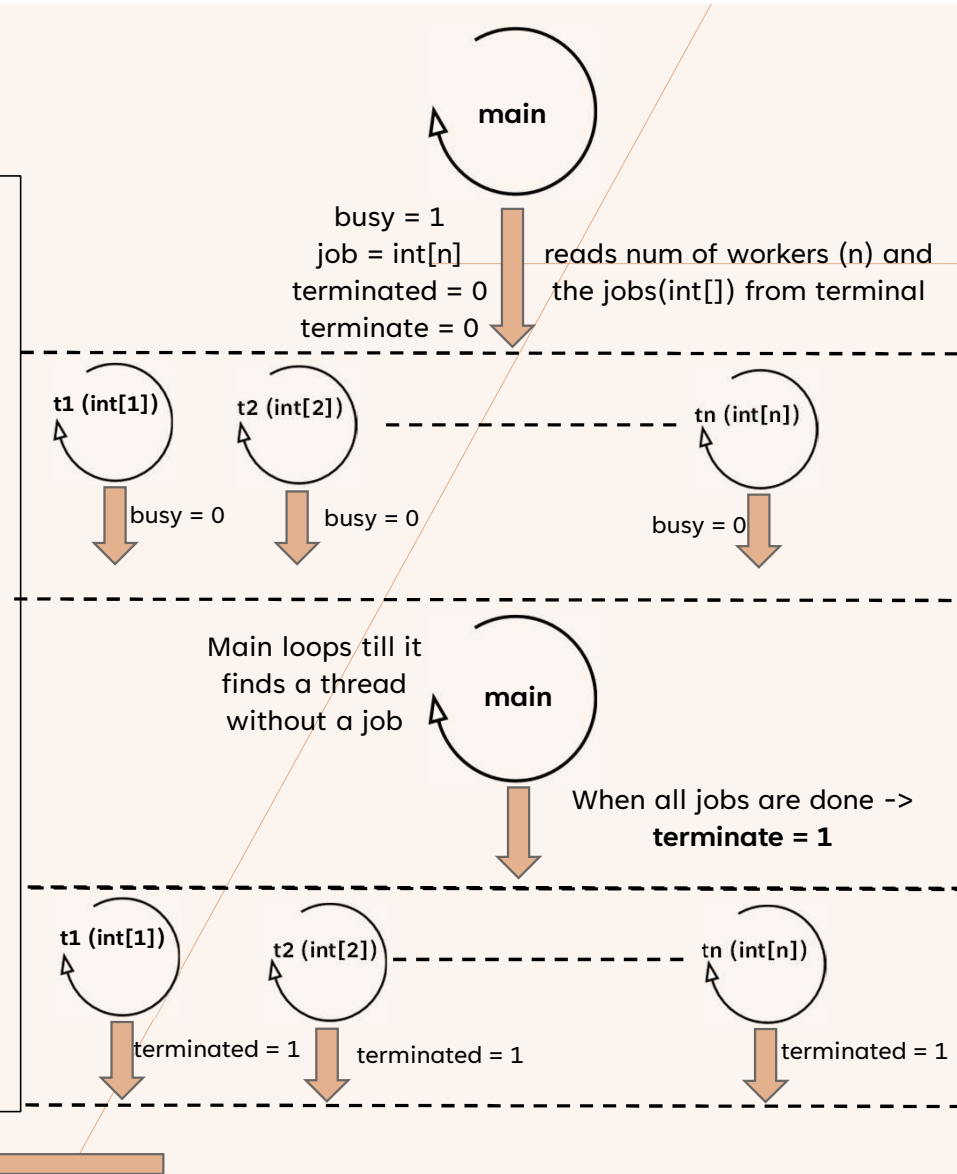 main
busy = 1
job = int[n]
terminated = 0
terminate = 0
reads num of workers (n) and
the jobs(int[]) from terminal
t1 (int[1])
t2 (int[2])
tn (int[n])
busy = 0
busy = 0
busy = 0
Main loops till it
finds a thread
without a job
main
When all jobs are done ->
terminate = 1
t1 (int[1])
t2 (int[2])
tn (int[n])
terminated = 1
terminated = 1
terminated = 1